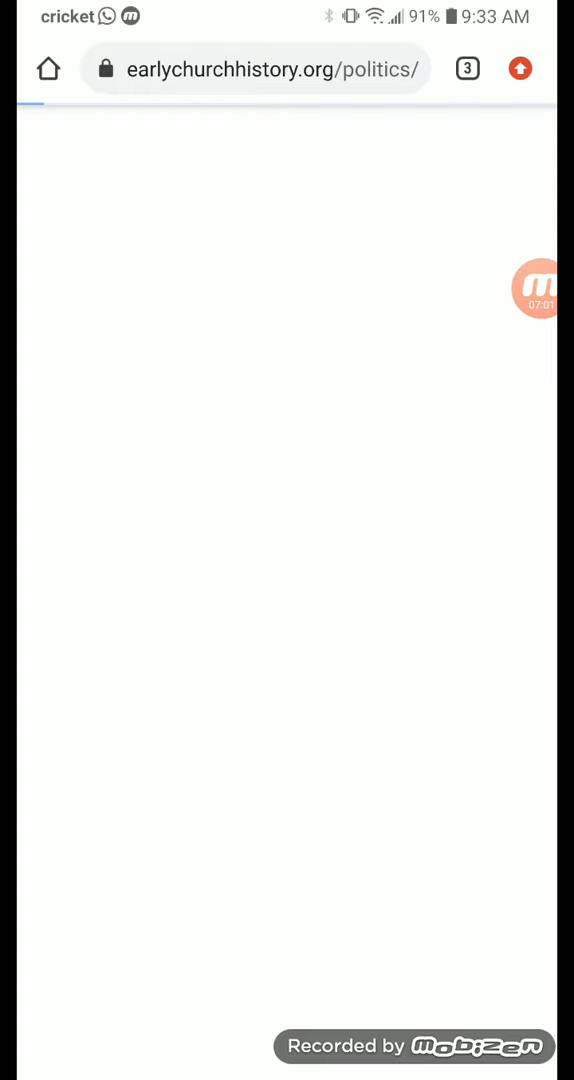 cricket 91% 9:33 AM
earlychurchhistory.org/politics/ 3
m
07:01
Recorded by mobizen